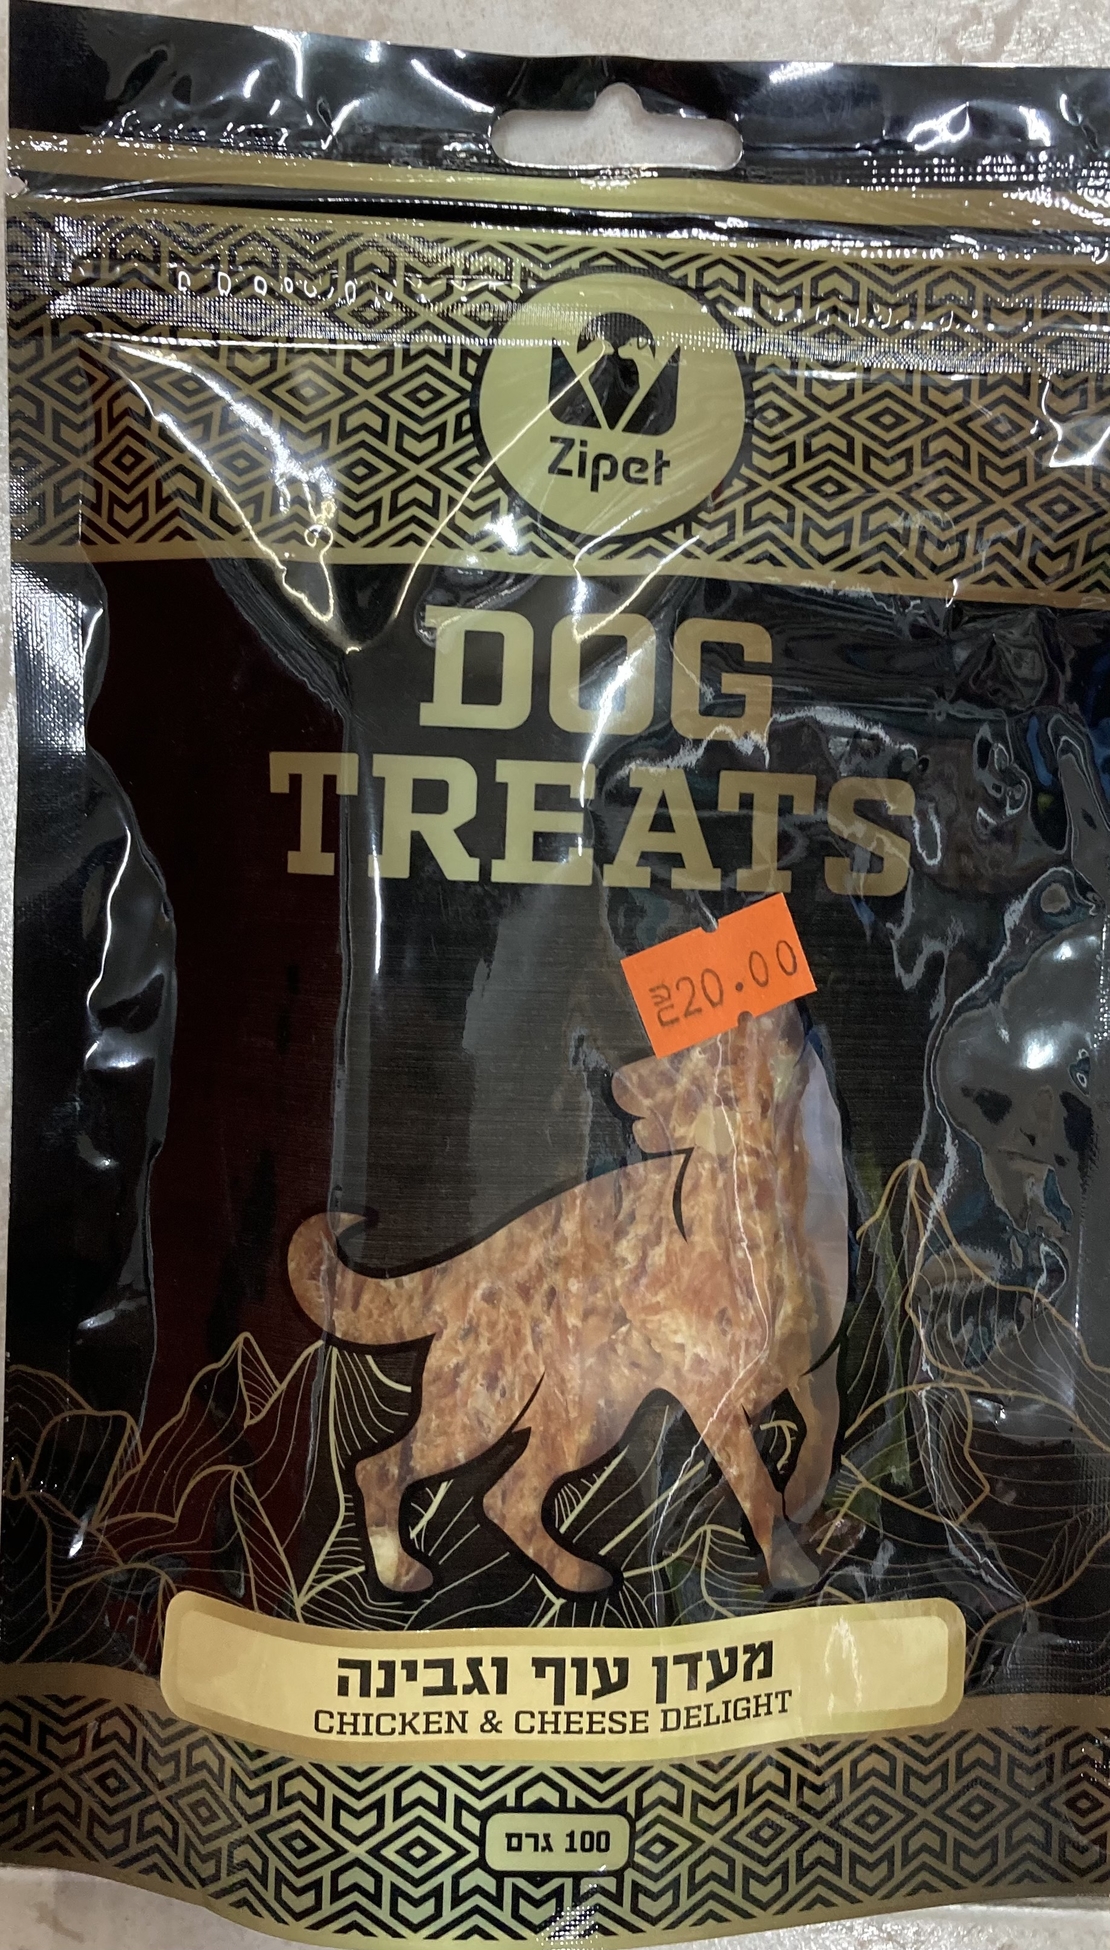 Zipet
DOG
TREATS
₪20.00
מעדן עוף וגבינה
CHICKEN & CHEESE DELIGHT
100 גרם